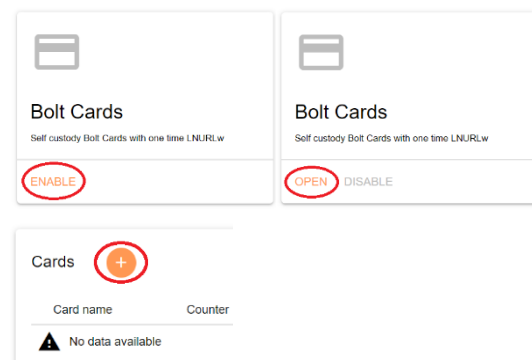 Bolt Cards
Self custody Bolt Cards with one time LNURLw
ENABLE
Bolt Cards
Self custody Bolt Cards with one time LNURLw
OPEN DISABLE
Cards +
Card name Counter
No data available